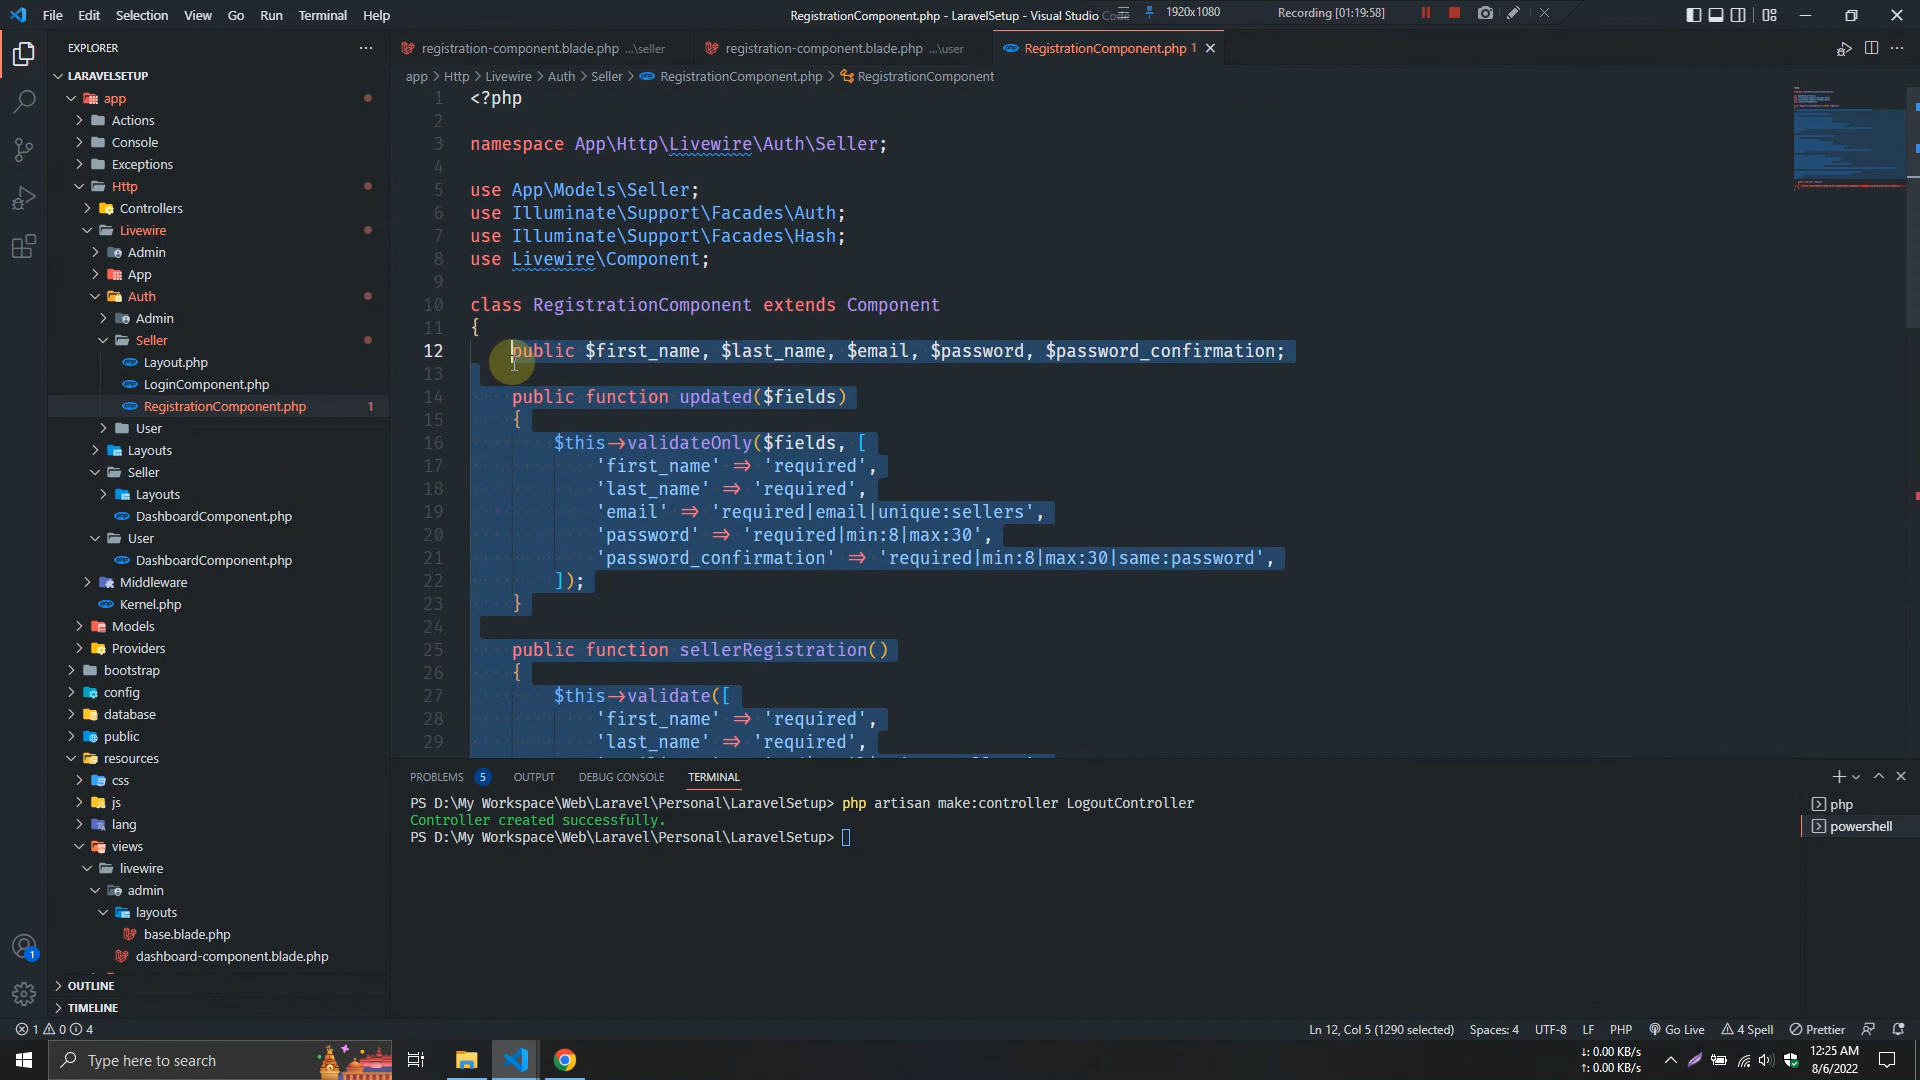 File Edit Selection View Go Run Terminal Help
RegistrationComponent.php - LaravelSetup - Visual Studio Code
1920x1080
Recording [01:19:58]
EXPLORER
registration-component.blade.php ...\seller
registration-component.blade.php ...\user
RegistrationComponent.php 1
app > Http > Livewire > Auth > Seller > RegistrationComponent.php > RegistrationComponent
LARAVELSETUP
app
Actions
Console
Exceptions
Http
Controllers
Livewire
Admin
App
Auth
Admin
Seller
Layout.php
LoginComponent.php
RegistrationComponent.php 1
User
Layouts
Seller
Layouts
DashboardComponent.php
User
DashboardComponent.php
Middleware
Kernel.php
Models
Providers
bootstrap
config
database
public
resources
css
js
lang
views
livewire
admin
layouts
base.blade.php
dashboard-component.blade.php
OUTLINE
TIMELINE
1 <?php
2
3 namespace App\Http\Livewire\Auth\Seller;
4
5 use App\Models\Seller;
6 use Illuminate\Support\Facades\Auth;
7 use Illuminate\Support\Facades\Hash;
8 use Livewire\Component;
9
10 class RegistrationComponent extends Component
11 {
12 public $first_name, $last_name, $email, $password, $password_confirmation;
13
14 public function updated($fields)
15 {
16 $this->validateOnly($fields, [
17 'first_name' => 'required',
18 'last_name' => 'required',
19 'email' => 'required|email|unique:sellers',
20 'password' => 'required|min:8|max:30',
21 'password_confirmation' => 'required|min:8|max:30|same:password',
22 ]);
23 }
24
25 public function sellerRegistration()
26 {
27 $this->validate([
28 'first_name' => 'required',
29 'last_name' => 'required',
PROBLEMS 5 OUTPUT DEBUG CONSOLE TERMINAL
PS D:\My Workspace\Web\Laravel\Personal\LaravelSetup> php artisan make:controller LogoutController
Controller created successfully.
PS D:\My Workspace\Web\Laravel\Personal\LaravelSetup>
php
powershell
1
1 0 4
Ln 12, Col 5 (1290 selected) Spaces: 4 UTF-8 LF PHP Go Live 4 Spell Prettier
Type here to search
↓: 0.00 KB/s
↑: 0.00 KB/s
12:25 AM
8/6/2022